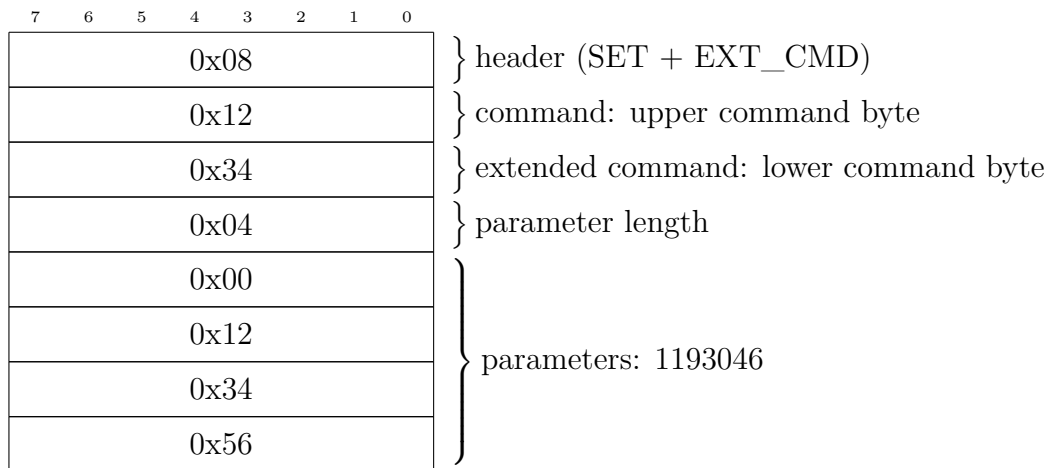 7 6 5 4 3 2 1 0
0x08 header (SET + EXT_CMD)
0x12 command: upper command byte
0x34 extended command: lower command byte
0x04 parameter length
0x00
0x12
parameters: 1193046
0x34
0x56